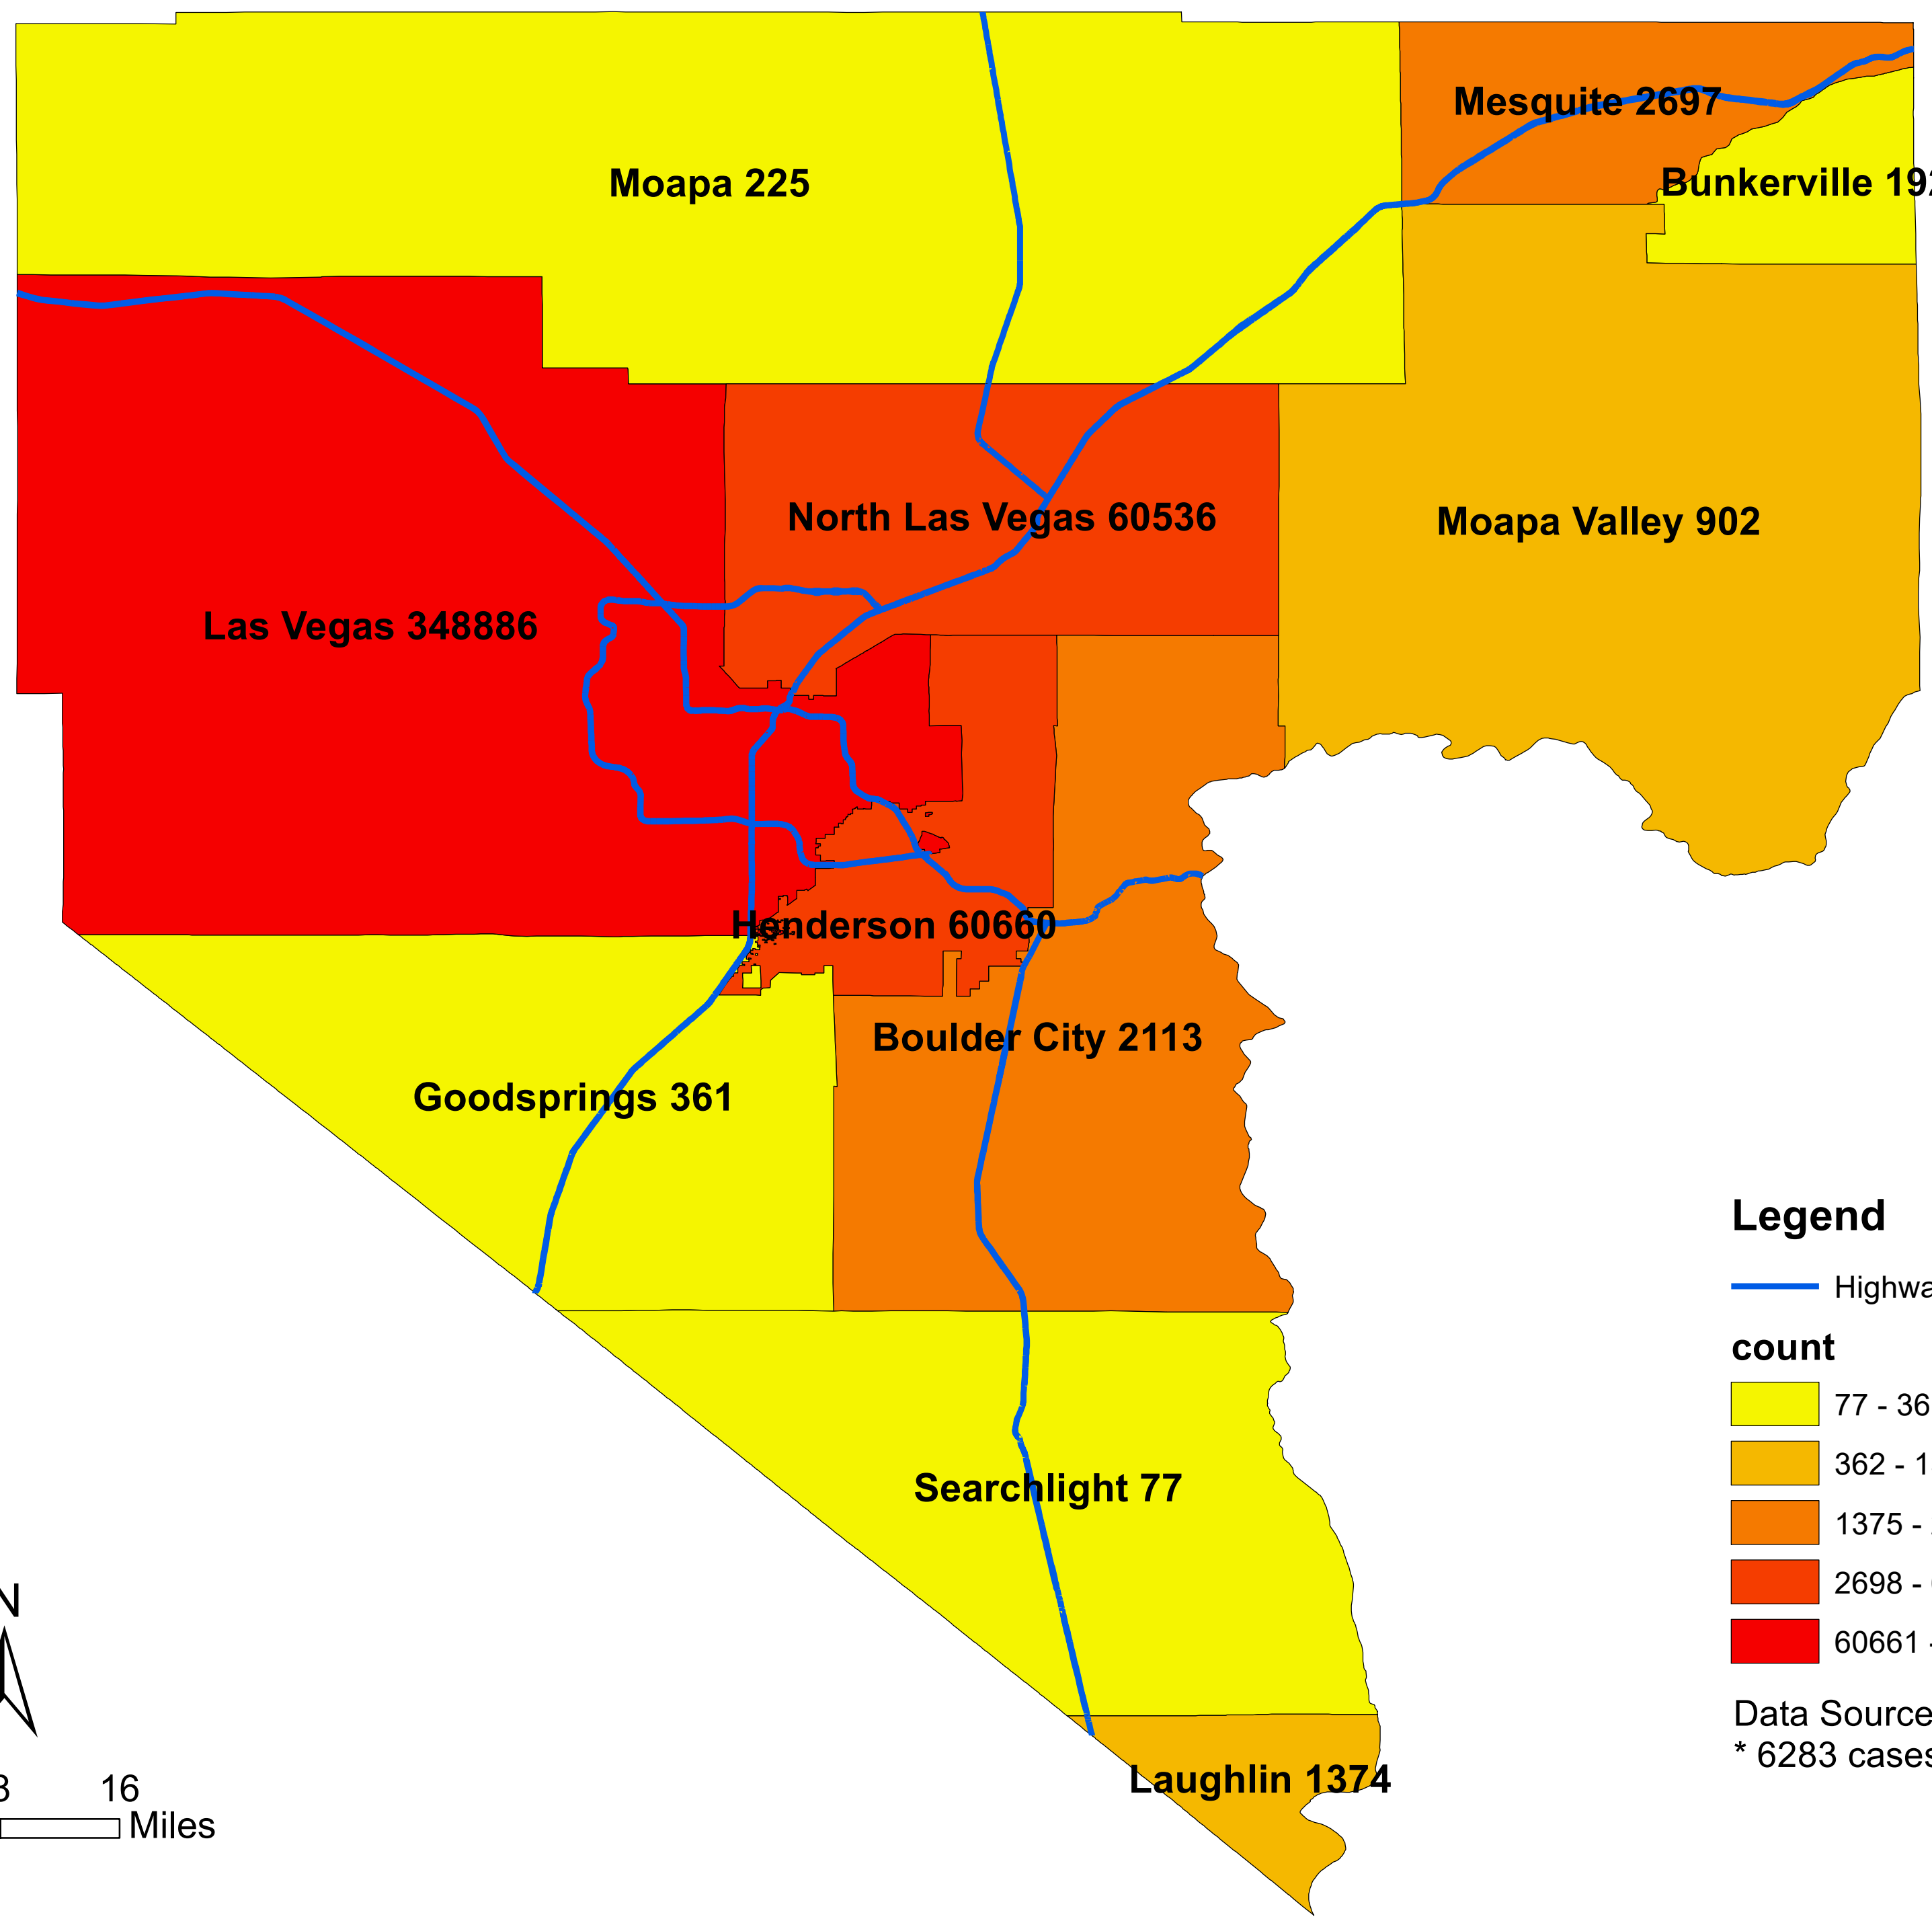 Mesquite 2697
Moapa 225
Bunkerville
North Las Vegas 60536
Moapa Valley 902
Las Vegas 348886
Henderson 60660
Boulder City 2113
Goodsprings 361
Legend
count
77 - 36
362 - 1
1375 -
2698 -
60661 -
Searchlight 77
N
Data Source
* 6283 cases
Laughlin 1374
16
Miles